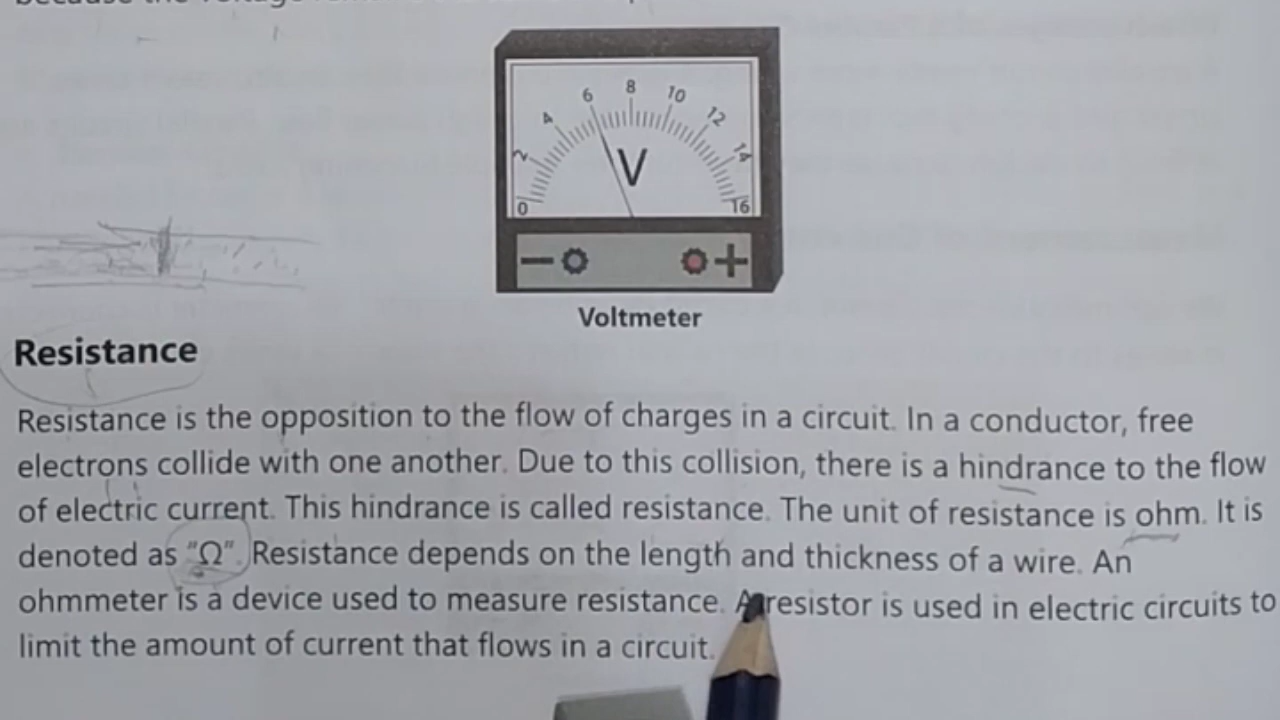 6 8 10
4 12
2 14
V
0 16
− +
Voltmeter
Resistance
Resistance is the opposition to the flow of charges in a circuit. In a conductor, free
electrons collide with one another. Due to this collision, there is a hindrance to the flow
of electric current. This hindrance is called resistance. The unit of resistance is ohm. It is
denoted as "Ω". Resistance depends on the length and thickness of a wire. An
ohmmeter is a device used to measure resistance. A resistor is used in electric circuits to
limit the amount of current that flows in a circuit.